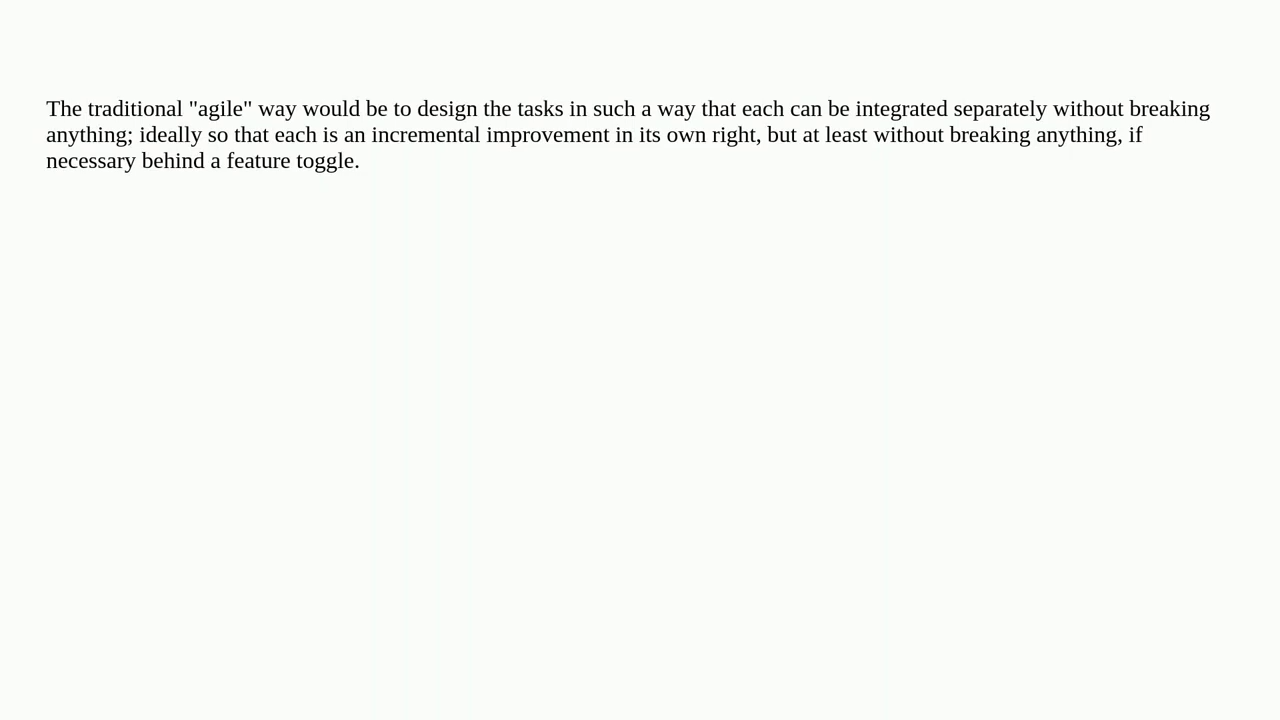 The traditional "agile" way would be to design the tasks in such a way that each can be integrated separately without breaking
anything; ideally so that each is an incremental improvement in its own right, but at least without breaking anything, if
necessary behind a feature toggle.